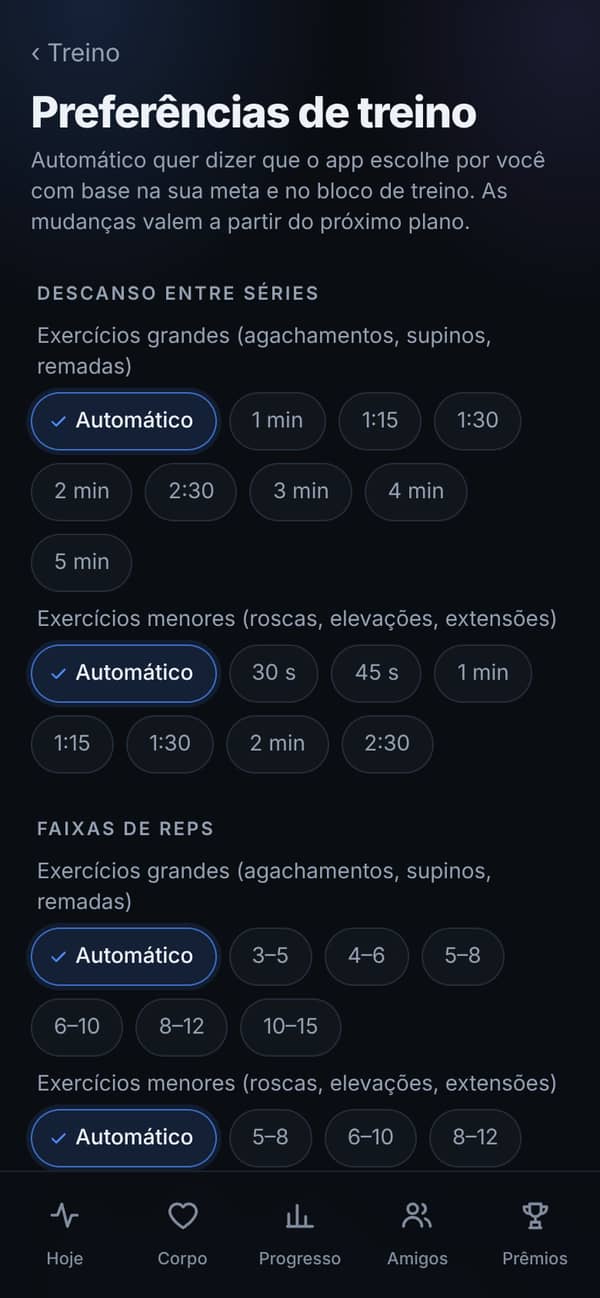 ‹ Treino
Preferências de treino
Automático quer dizer que o app escolhe por você
com base na sua meta e no bloco de treino. As
mudanças valem a partir do próximo plano.
DESCANSO ENTRE SÉRIES
Exercícios grandes (agachamentos, supinos,
remadas)
Automático 1 min 1:15 1:30
2 min 2:30 3 min 4 min
5 min
Exercícios menores (roscas, elevações, extensões)
Automático 30 s 45 s 1 min
1:15 1:30 2 min 2:30
FAIXAS DE REPS
Exercícios grandes (agachamentos, supinos,
remadas)
Automático 3–5 4–6 5–8
6–10 8–12 10–15
Exercícios menores (roscas, elevações, extensões)
Automático 5–8 6–10 8–12
Hoje Corpo Progresso Amigos Prêmios